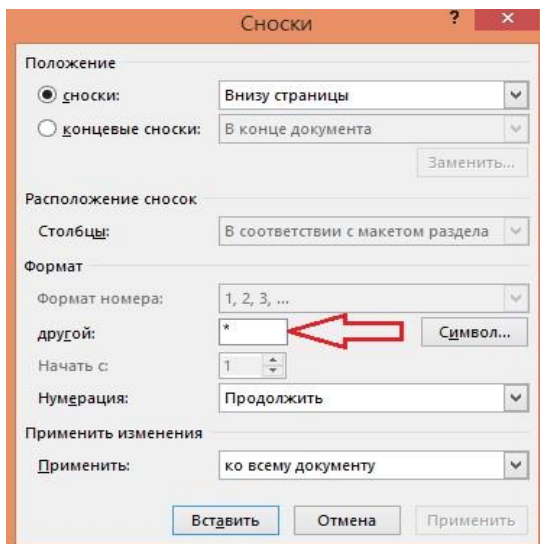 Сноски ? ×
Положение
сноски: Внизу страницы
концевые сноски: В конце документа
Заменить...
Расположение сносок
Столбцы: В соответствии с макетом раздела
Формат
Формат номера: 1, 2, 3, ...
другой: * Символ...
Начать с: 1
Нумерация: Продолжить
Применить изменения
Применить: ко всему документу
Вставить Отмена Применить